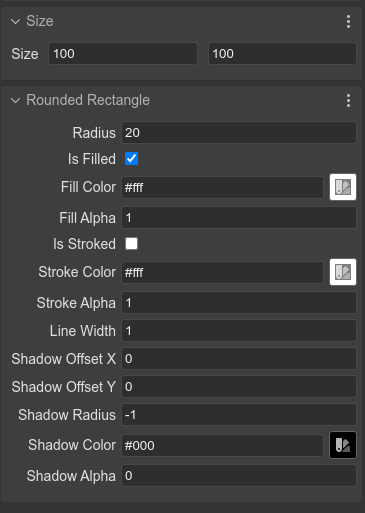 Size
Size 100 100
Rounded Rectangle
Radius 20
Is Filled
Fill Color #fff
Fill Alpha 1
Is Stroked
Stroke Color #fff
Stroke Alpha 1
Line Width 1
Shadow Offset X 0
Shadow Offset Y 0
Shadow Radius -1
Shadow Color #000
Shadow Alpha 0